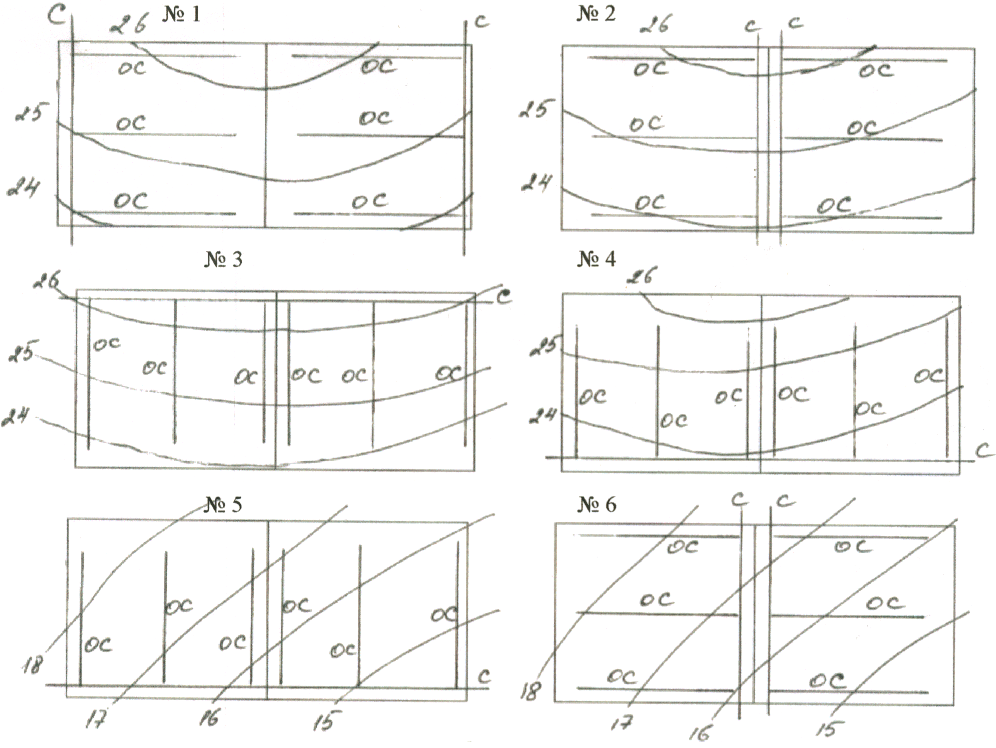 № 1
С 26 С
ОС ОС
25 ОС ОС
24 ОС ОС
№ 2
26 С С
ОС ОС
25 ОС ОС
24 ОС ОС
№ 3
26 С
ОС ОС ОС ОС ОС ОС
25
24
№ 4
26
25
ОС ОС ОС ОС ОС ОС
24
С
№ 5
ОС ОС ОС ОС ОС ОС
18 С
17 16 15
№ 6
С С
ОС ОС
ОС ОС
ОС ОС
18 17 16 15